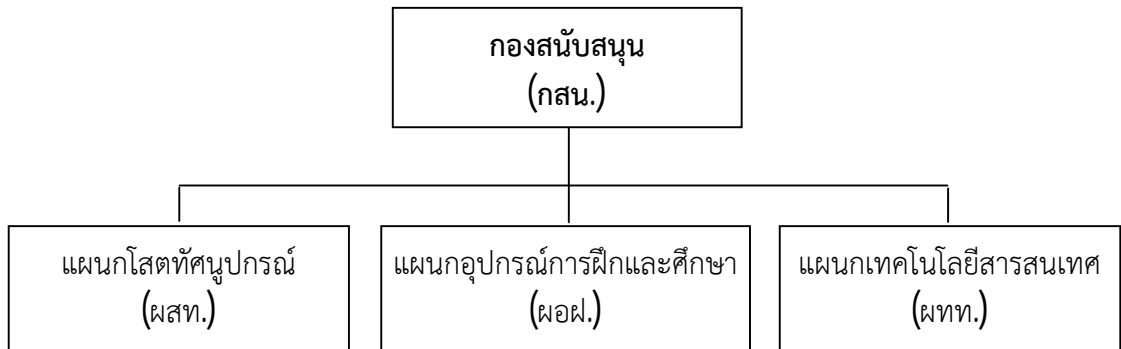 กองสนับสนุน
(กสน.)
แผนกโสตทัศนูปกรณ์
(ผสท.)
แผนกอุปกรณ์การฝึกและศึกษา
(ผอฝ.)
แผนกเทคโนโลยีสารสนเทศ
(ผทท.)